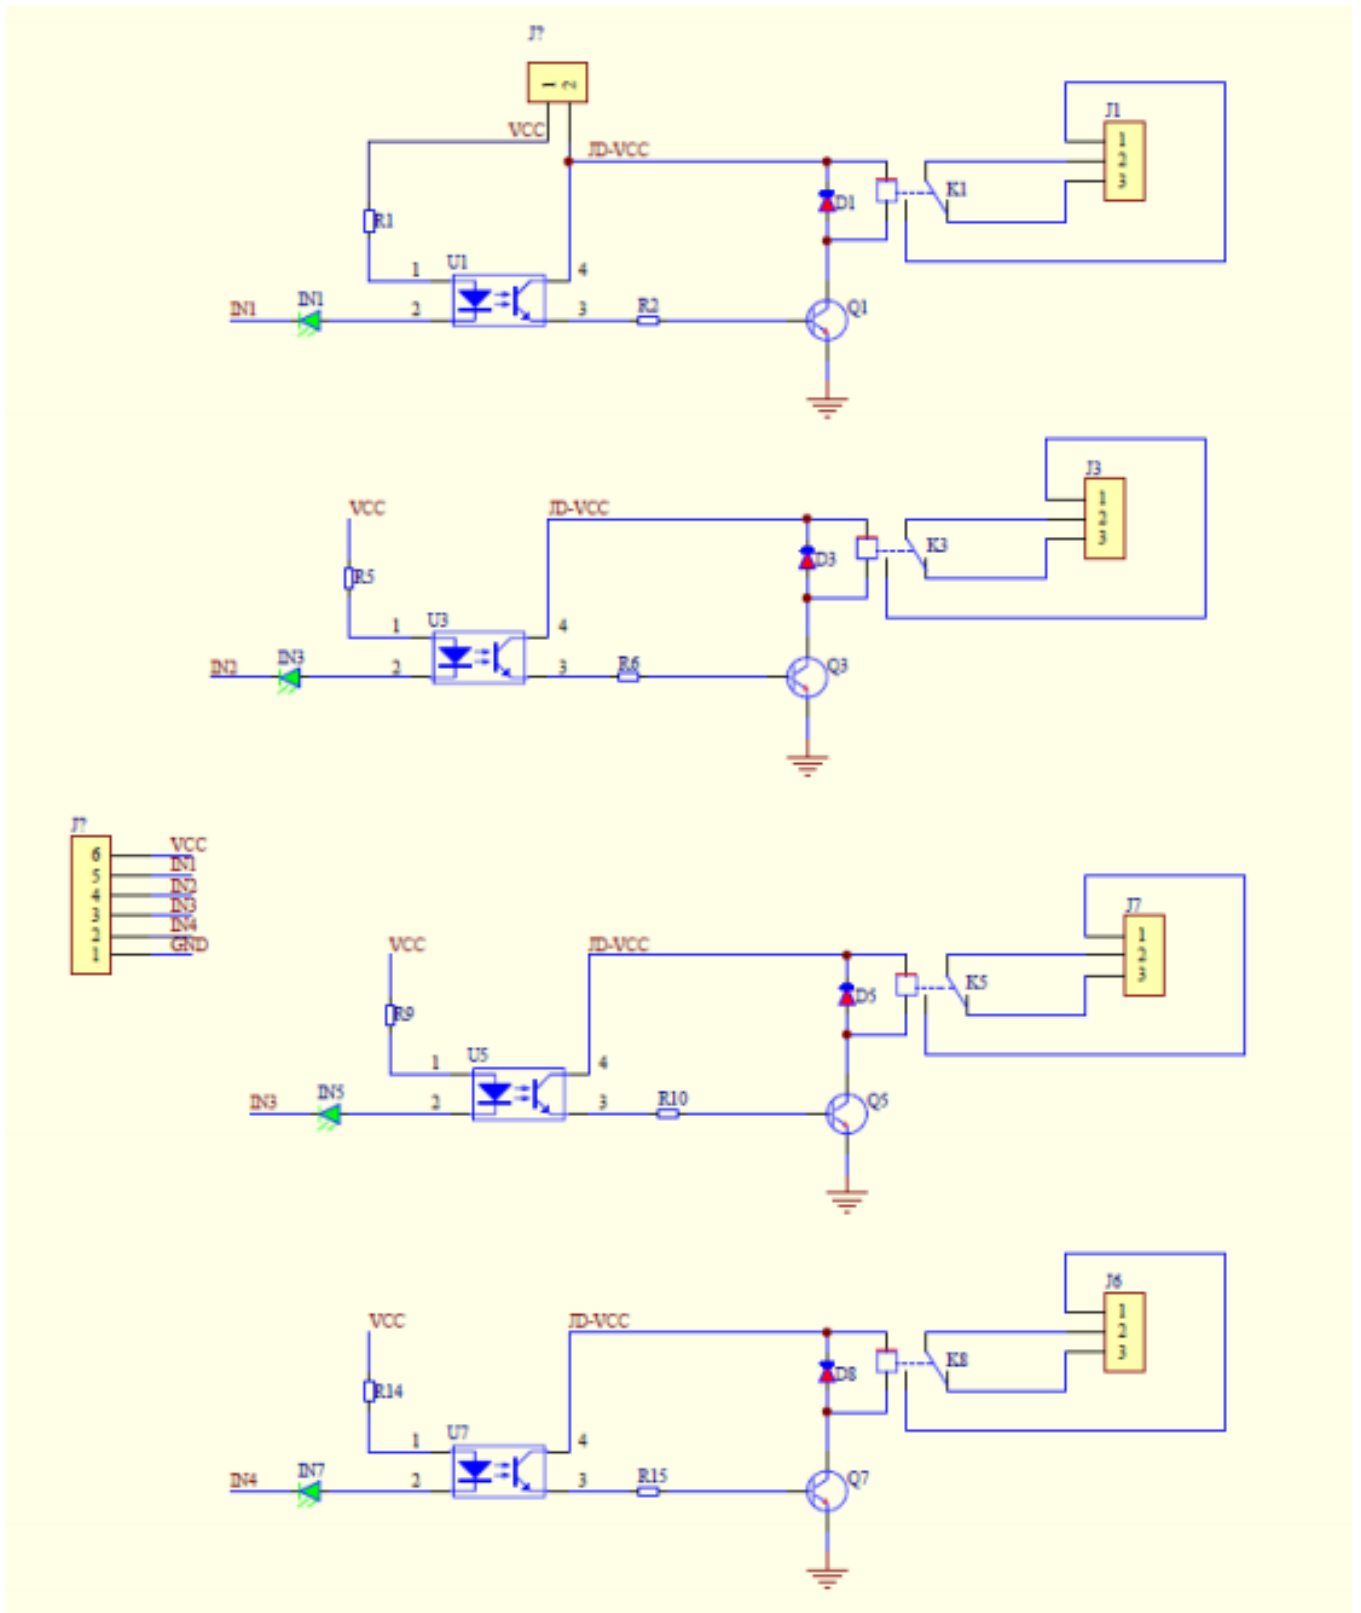 J?
1 2
VCC
JD-VCC
J1
1
2
3
K1
D1
R1
U1
1
4
IN1
IN1
2
3
R2
Q1
J3
1
2
3
VCC
JD-VCC
K3
D3
R5
U3
1
4
IN2
IN3
2
3
R6
Q3
J?
6 VCC
5 IN1
4 IN2
3 IN3
2 IN4
1 GND
J7
1
2
3
VCC
JD-VCC
K5
D5
R9
U5
1
4
IN3
IN5
2
3
R10
Q5
J6
1
2
3
VCC
JD-VCC
K8
D8
R14
U7
1
4
IN4
IN7
2
3
R15
Q7